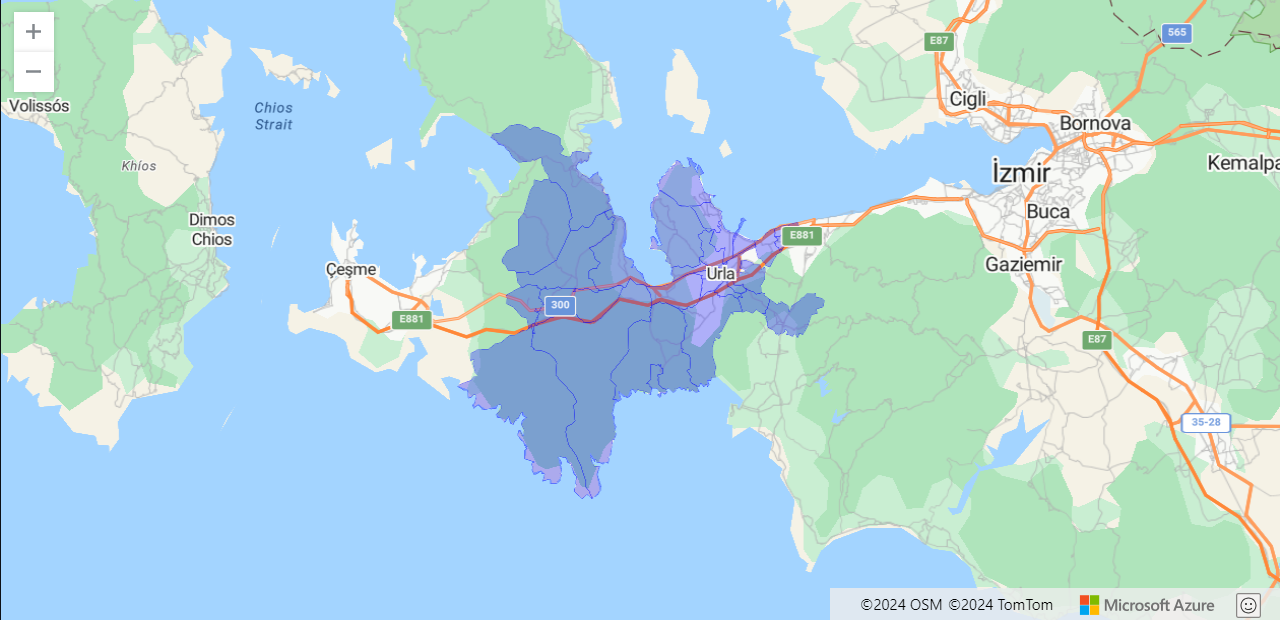 +
E87
565
−
Cigli
Volissós
Chios
Strait
Bornova
Khíos
İzmir
Kemalpa
Dimos
Chios
Buca
E881
Gaziemir
Çeşme
Urla
300
E881
E87
35-28
©2024 OSM ©2024 TomTom
Microsoft Azure